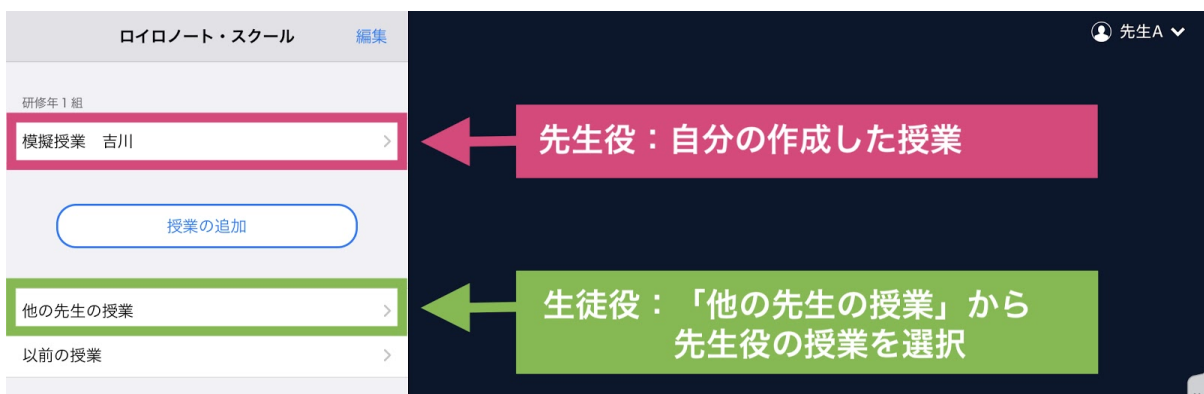 ロイロノート・スクール
編集
先生A
研修年1組
模擬授業 吉川
先生役：自分の作成した授業
授業の追加
他の先生の授業
生徒役：「他の先生の授業」から
先生役の授業を選択
以前の授業